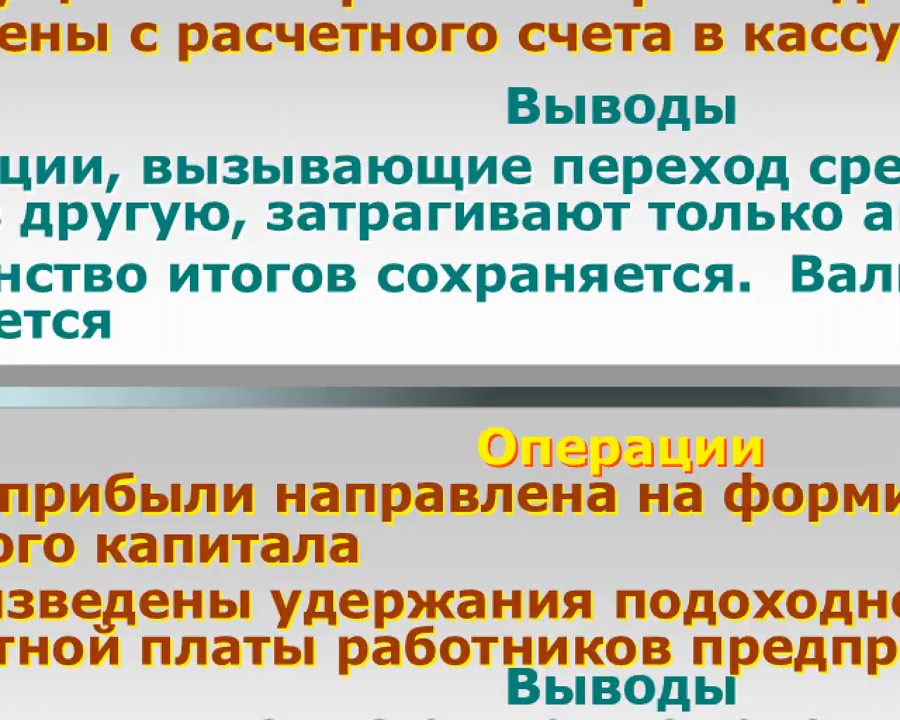 ены с расчетного счета в кассу
Выводы
ции, вызывающие переход сре
другую, затрагивают только а
нство итогов сохраняется. Вал
ется
Операции
прибыли направлена на форми
ого капитала
зведены удержания подоходн
тной платы работников предпр
Выводы